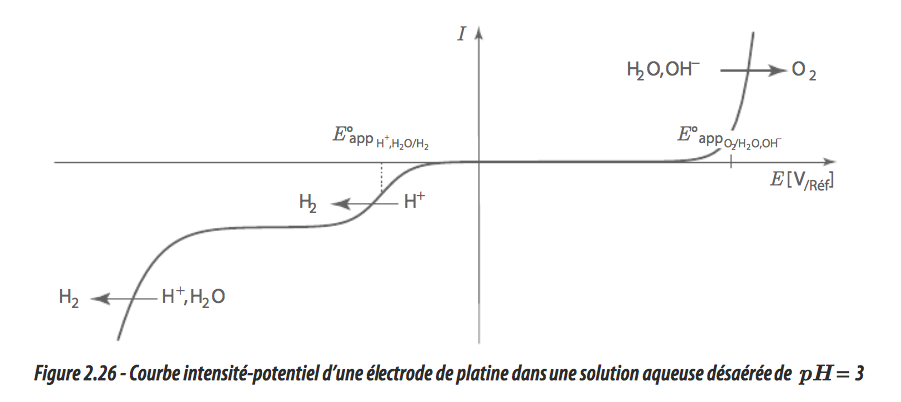 I
H₂O,OH⁻ O₂
E°app H⁺,H₂O/H₂ E°app O₂/H₂O,OH⁻
E [V/Réf]
H₂ H⁺
H₂ H⁺,H₂O
Figure 2.26 - Courbe intensité-potentiel d'une électrode de platine dans une solution aqueuse désaérée de pH = 3